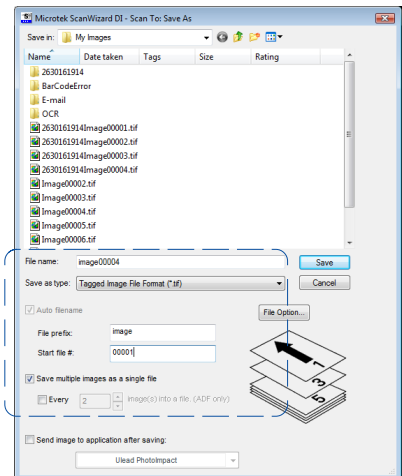 Microtek ScanWizard DI - Scan To: Save As
Save in: My Images
Name Date taken Tags Size Rating
2630161914
BarCodeError
E-mail
OCR
2630161914Image00001.tif
2630161914Image00002.tif
2630161914Image00003.tif
2630161914Image00004.tif
Image00002.tif
Image00003.tif
Image00004.tif
Image00005.tif
Image00006.tif
File name: image00004 Save
Save as type: Tagged Image File Format (*.tif) Cancel
Auto filename File Option...
File prefix: image
Start file #: 00001
1
3
5
Save multiple images as a single file
Every 2 image(s) into a file. (ADF only)
Send image to application after saving:
Ulead PhotoImpact